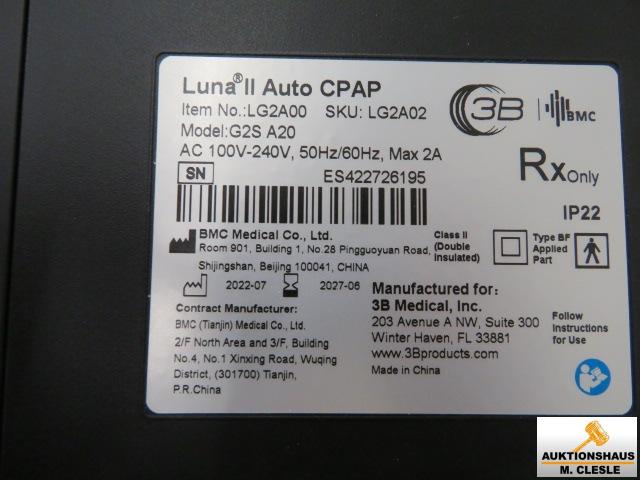 Luna® II Auto CPAP
3B
BMC
Item No.:LG2A00 SKU: LG2A02
Model:G2S A20
AC 100V-240V, 50Hz/60Hz, Max 2A
RxOnly
SN
ES422726195
IP22
BMC Medical Co., Ltd.
Room 901, Building 1, No.28 Pingguoyuan Road,
Shijingshan, Beijing 100041, CHINA
Class II
(Double
Insulated)
Type BF
Applied
Part
2022-07
2027-06
Contract Manufacturer:
BMC (Tianjin) Medical Co., Ltd.
2/F North Area and 3/F, Building
No.4, No.1 Xinxing Road, Wuqing
District, (301700) Tianjin,
P.R.China
Manufactured for:
3B Medical, Inc.
203 Avenue A NW, Suite 300
Winter Haven, FL 33881
www.3Bproducts.com
Made in China
Follow
Instructions
for Use
AUKTIONSHAUS
M. CLESLE